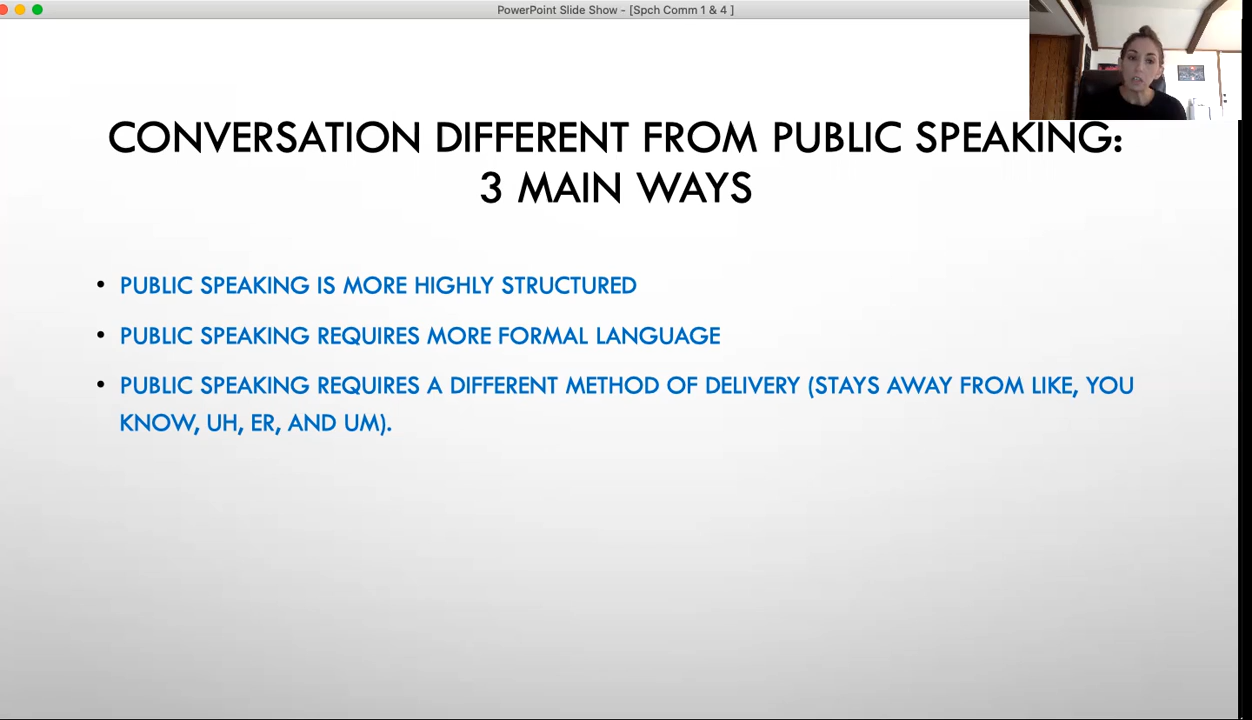 PowerPoint Slide Show - [Spch Comm 1 & 4 ]
CONVERSATION DIFFERENT FROM PUBLIC SPEAKING:
3 MAIN WAYS
• PUBLIC SPEAKING IS MORE HIGHLY STRUCTURED
• PUBLIC SPEAKING REQUIRES MORE FORMAL LANGUAGE
• PUBLIC SPEAKING REQUIRES A DIFFERENT METHOD OF DELIVERY (STAYS AWAY FROM LIKE, YOU
KNOW, UH, ER, AND UM).